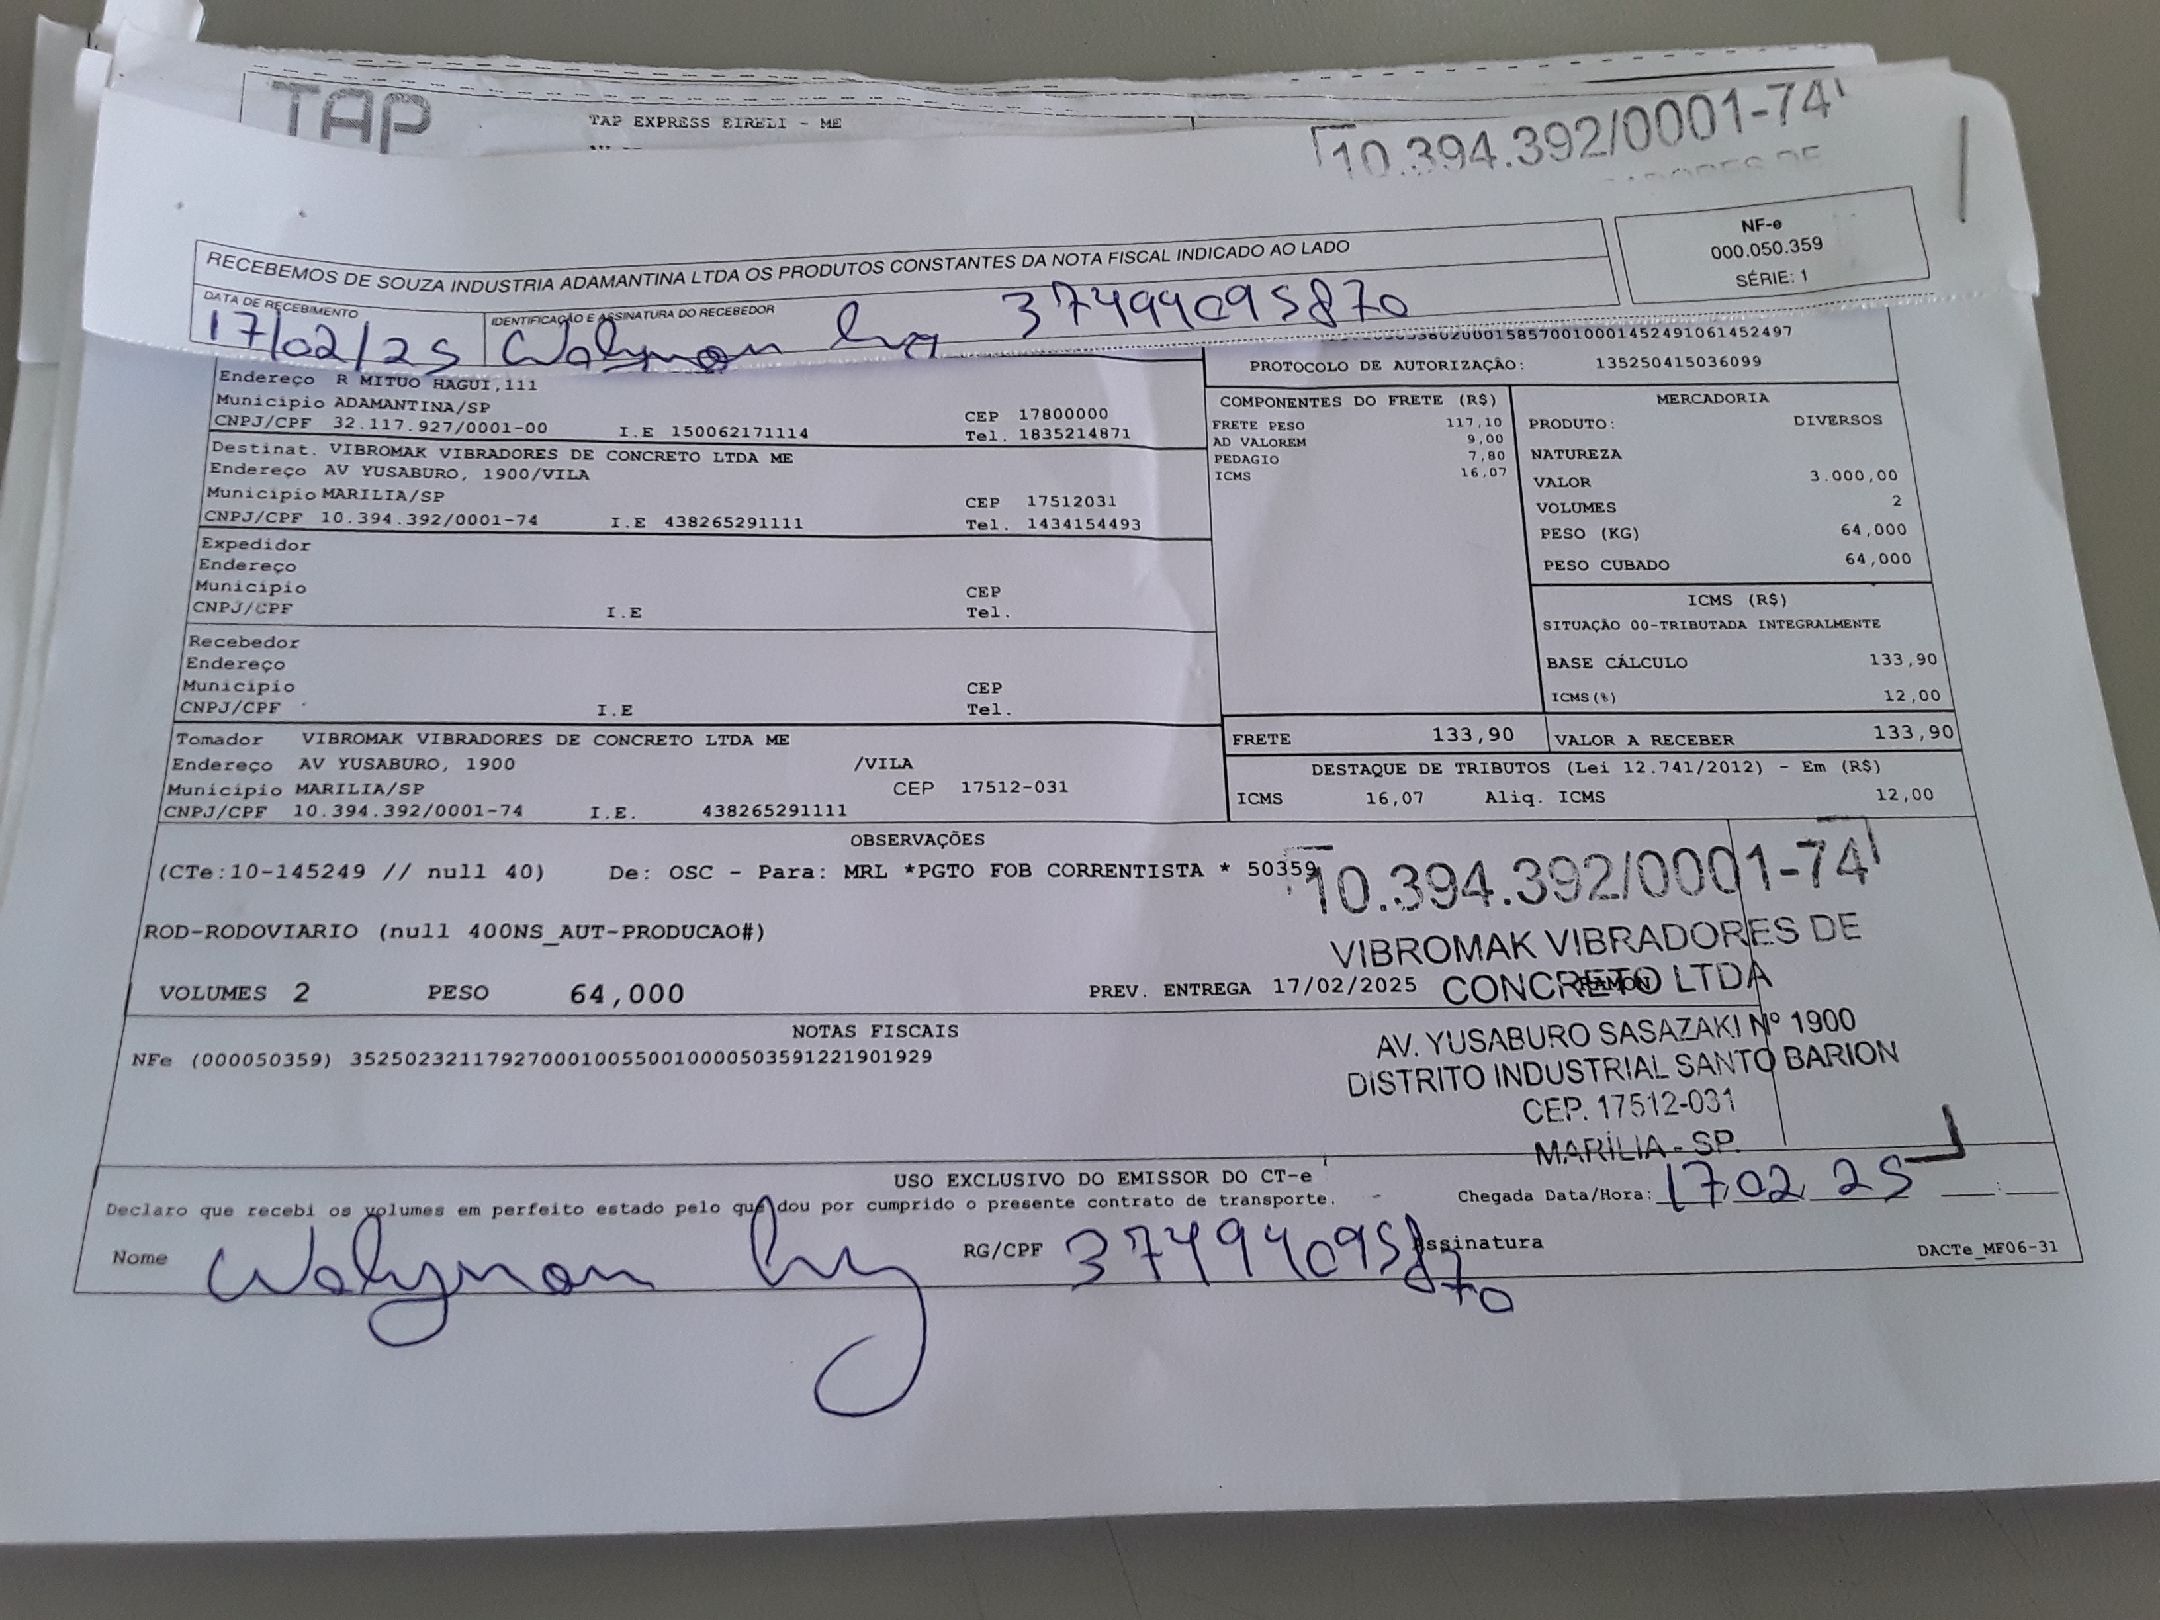 TAP
TAP EXPRESS EIRELI - ME
10.394.392/0001-74
RECEBEMOS DE SOUZA INDUSTRIA ADAMANTINA LTDA OS PRODUTOS CONSTANTES DA NOTA FISCAL INDICADO AO LADO
NF-e
000.050.359
SÉRIE: 1
DATA DE RECEBIMENTO
17/02/25
IDENTIFICAÇÃO E ASSINATURA DO RECEBEDOR
37499095870
PROTOCOLO DE AUTORIZAÇÃO: 135250415036099
Endereço R MITUO HAGUI,111
Municipio ADAMANTINA/SP CEP 17800000
CNPJ/CPF 32.117.927/0001-00 I.E 150062171114 Tel. 1835214871
Destinat. VIBROMAK VIBRADORES DE CONCRETO LTDA ME
Endereço AV YUSABURO, 1900/VILA
Municipio MARILIA/SP CEP 17512031
CNPJ/CPF 10.394.392/0001-74 I.E 438265291111 Tel. 1434154493
Expedidor
Endereço
Municipio CEP
CNPJ/CPF I.E Tel.
Recebedor
Endereço
Municipio CEP
CNPJ/CPF I.E Tel.
Tomador VIBROMAK VIBRADORES DE CONCRETO LTDA ME
Endereço AV YUSABURO, 1900 /VILA
Municipio MARILIA/SP CEP 17512-031
CNPJ/CPF 10.394.392/0001-74 I.E. 438265291111
COMPONENTES DO FRETE (R$)
FRETE PESO 117,10
AD VALOREM 9,00
PEDAGIO 7,80
ICMS 16,07
MERCADORIA
PRODUTO: DIVERSOS
NATUREZA
VALOR 3.000,00
VOLUMES 2
PESO (KG) 64,000
PESO CUBADO 64,000
ICMS (R$)
SITUAÇÃO 00-TRIBUTADA INTEGRALMENTE
BASE CÁLCULO 133,90
ICMS(%) 12,00
FRETE 133,90 VALOR A RECEBER 133,90
DESTAQUE DE TRIBUTOS (Lei 12.741/2012) - Em (R$)
ICMS 16,07 Aliq. ICMS 12,00
OBSERVAÇÕES
(CTe:10-145249 // null 40) De: OSC - Para: MRL *PGTO FOB CORRENTISTA * 50359
ROD-RODOVIARIO (null 400NS_AUT-PRODUCAO#)
VOLUMES 2 PESO 64,000 PREV. ENTREGA 17/02/2025 RAMON
10.394.392/0001-74
VIBROMAK VIBRADORES DE
CONCRETO LTDA
AV. YUSABURO SASAZAKI Nº 1900
DISTRITO INDUSTRIAL SANTO BARION
CEP. 17512-031
MARÍLIA - SP.
NOTAS FISCAIS
NFe (000050359) 35250232117927000100550010000503591221901929
USO EXCLUSIVO DO EMISSOR DO CT-e
Declaro que recebi os volumes em perfeito estado pelo que dou por cumprido o presente contrato de transporte. Chegada Data/Hora: 17 02 25
Nome RG/CPF 37499095870 Assinatura
DACTe_MF06-31